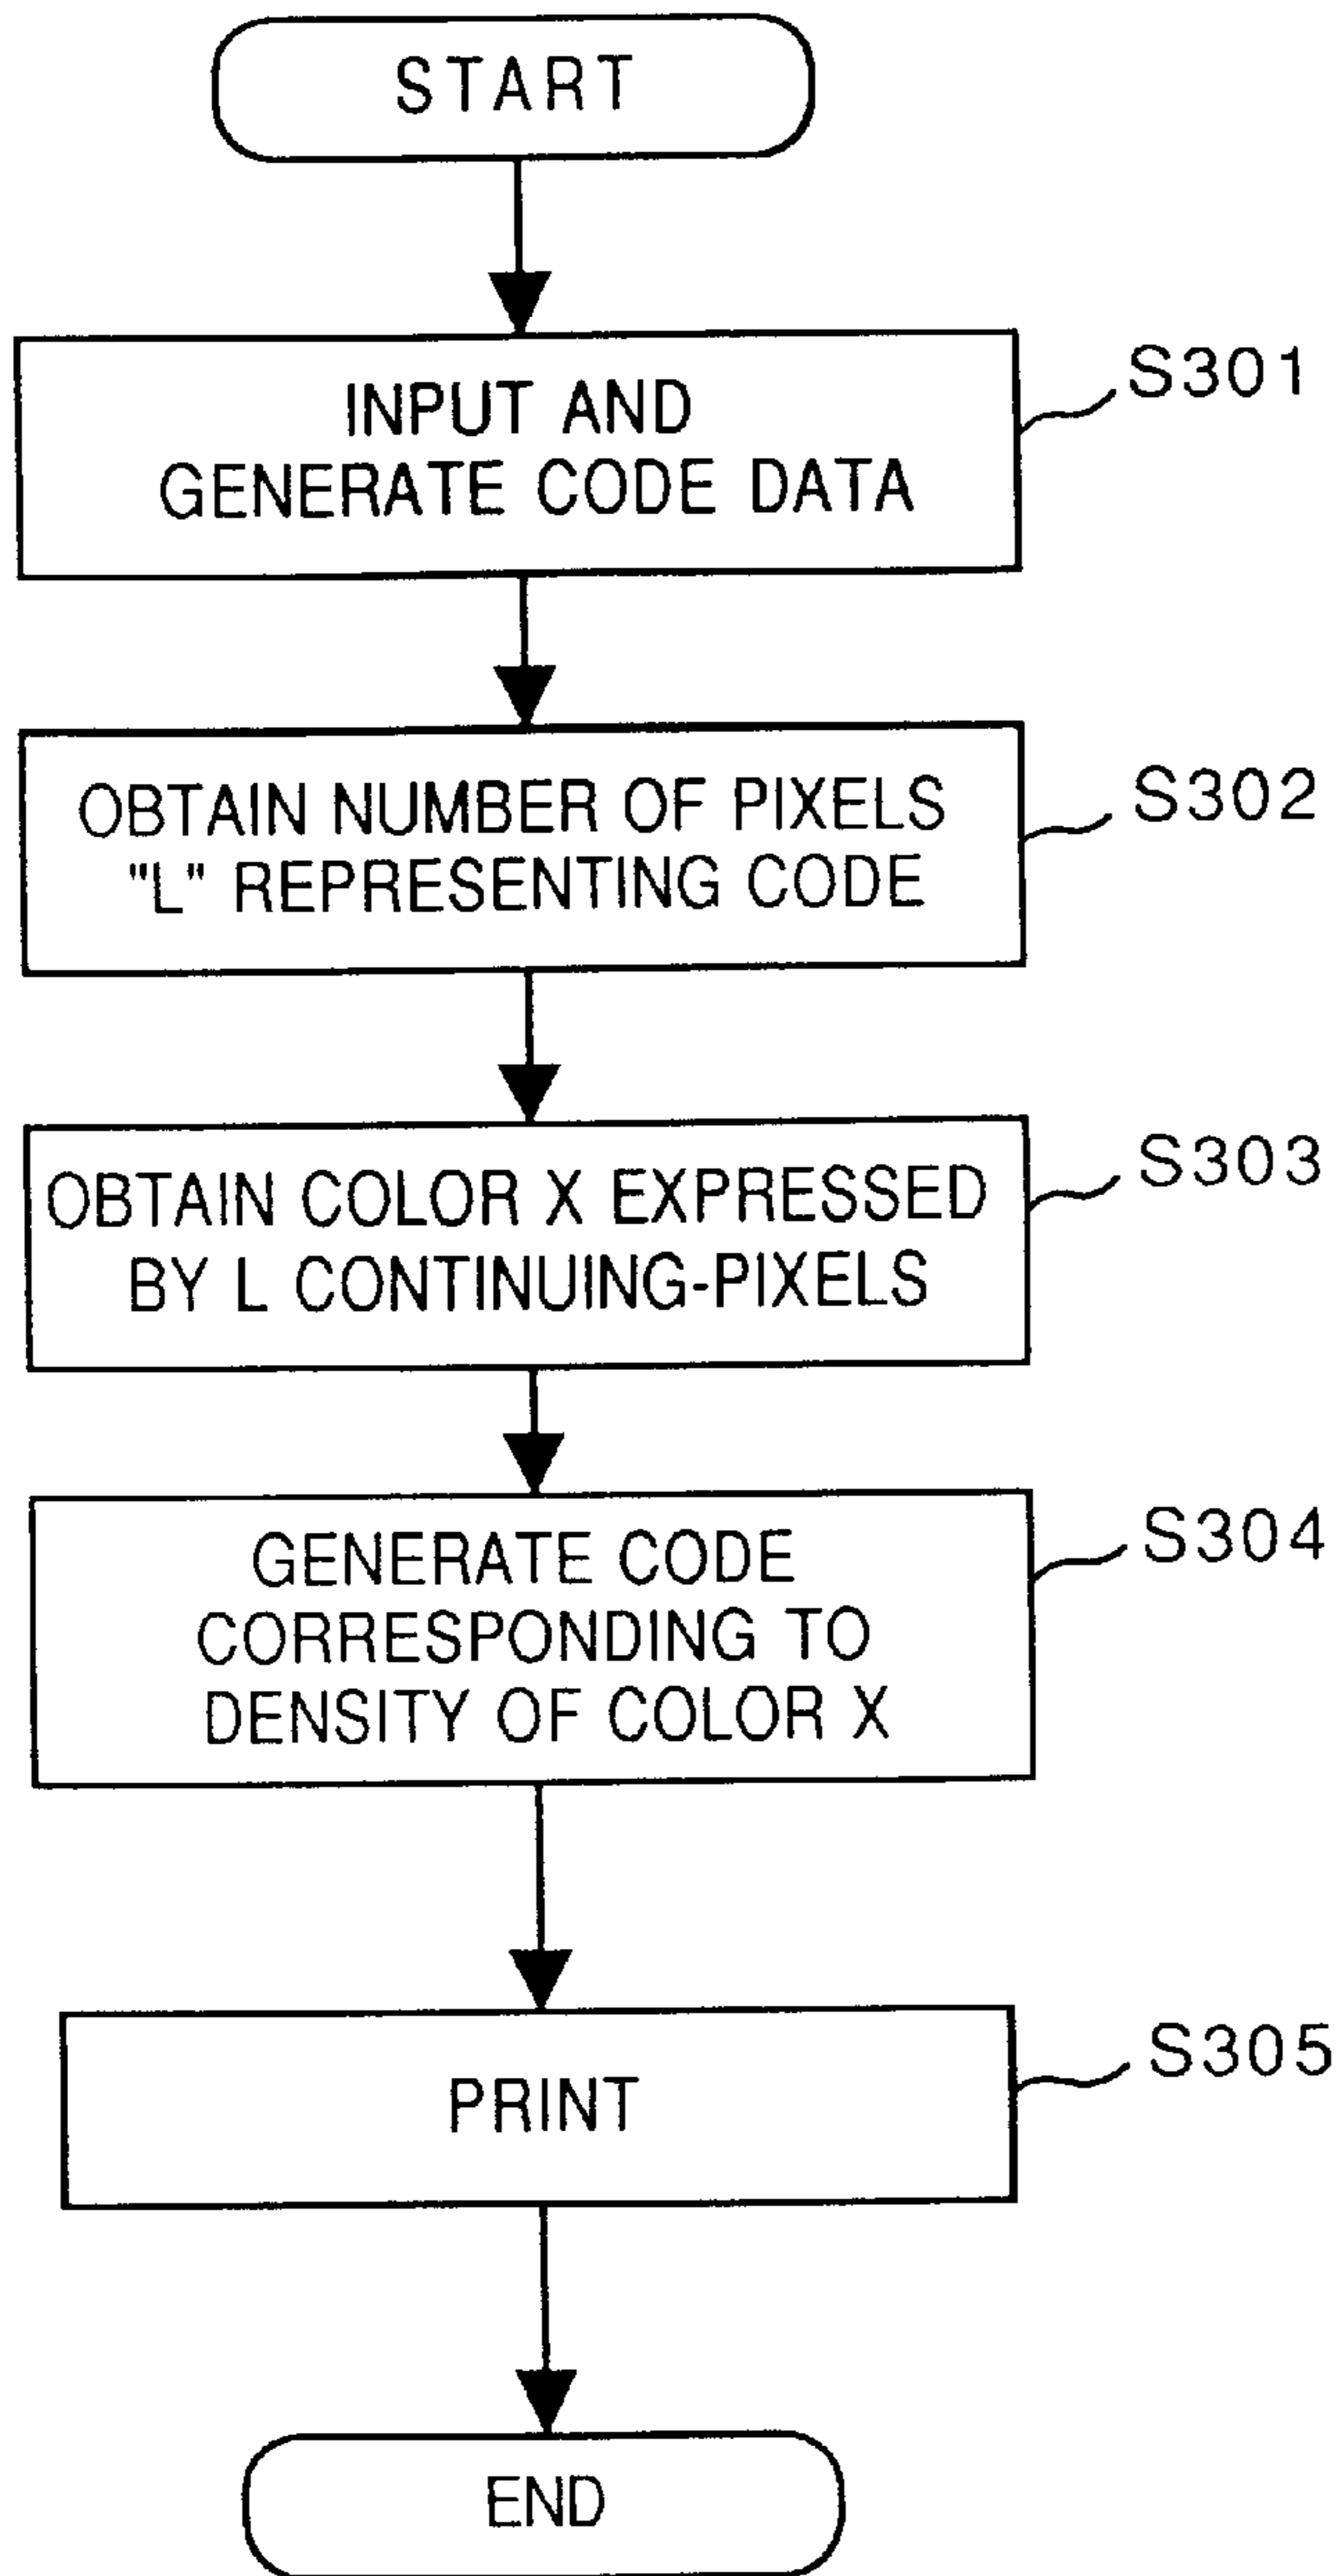 START
INPUT AND
GENERATE CODE DATA
S301
OBTAIN NUMBER OF PIXELS
"L" REPRESENTING CODE
S302
OBTAIN COLOR X EXPRESSED
BY L CONTINUING-PIXELS
S303
GENERATE CODE
CORRESPONDING TO
DENSITY OF COLOR X
S304
PRINT
S305
END